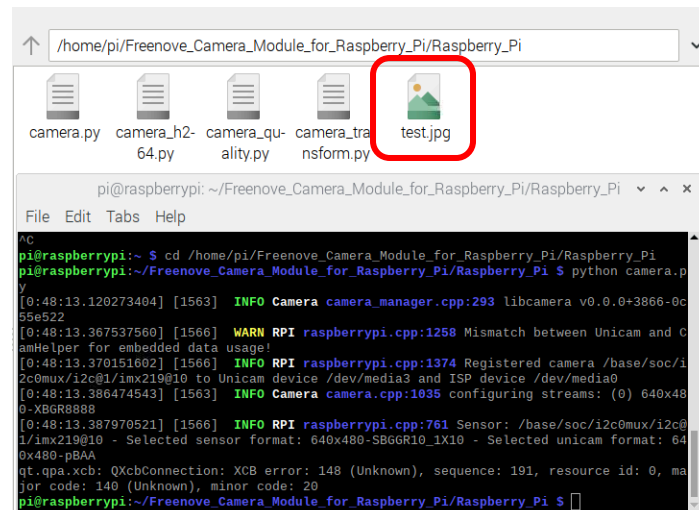 /home/pi/Freenove_Camera_Module_for_Raspberry_Pi/Raspberry_Pi
camera.py camera_h2- camera_qu- camera_tra test.jpg
64.py ality.py nsform.py
pi@raspberrypi: ~/Freenove_Camera_Module_for_Raspberry_Pi/Raspberry_Pi
File Edit Tabs Help
^C
pi@raspberrypi:~ $ cd /home/pi/Freenove_Camera_Module_for_Raspberry_Pi/Raspberry_Pi
pi@raspberrypi:~/Freenove_Camera_Module_for_Raspberry_Pi/Raspberry_Pi $ python camera.p
y
[0:48:13.120273404] [1563] INFO Camera camera_manager.cpp:293 libcamera v0.0.0+3866-0c
55e522
[0:48:13.367537560] [1566] WARN RPI raspberrypi.cpp:1258 Mismatch between Unicam and C
amHelper for embedded data usage!
[0:48:13.370151602] [1566] INFO RPI raspberrypi.cpp:1374 Registered camera /base/soc/i
2c0mux/i2c@1/imx219@10 to Unicam device /dev/media3 and ISP device /dev/media0
[0:48:13.386474543] [1563] INFO Camera camera.cpp:1035 configuring streams: (0) 640x48
0-XBGR8888
[0:48:13.387970521] [1566] INFO RPI raspberrypi.cpp:761 Sensor: /base/soc/i2c0mux/i2c@
1/imx219@10 - Selected sensor format: 640x480-SBGGR10_1X10 - Selected unicam format: 64
0x480-pBAA
qt.qpa.xcb: QXcbConnection: XCB error: 148 (Unknown), sequence: 191, resource id: 0, ma
jor code: 140 (Unknown), minor code: 20
pi@raspberrypi:~/Freenove_Camera_Module_for_Raspberry_Pi/Raspberry_Pi $